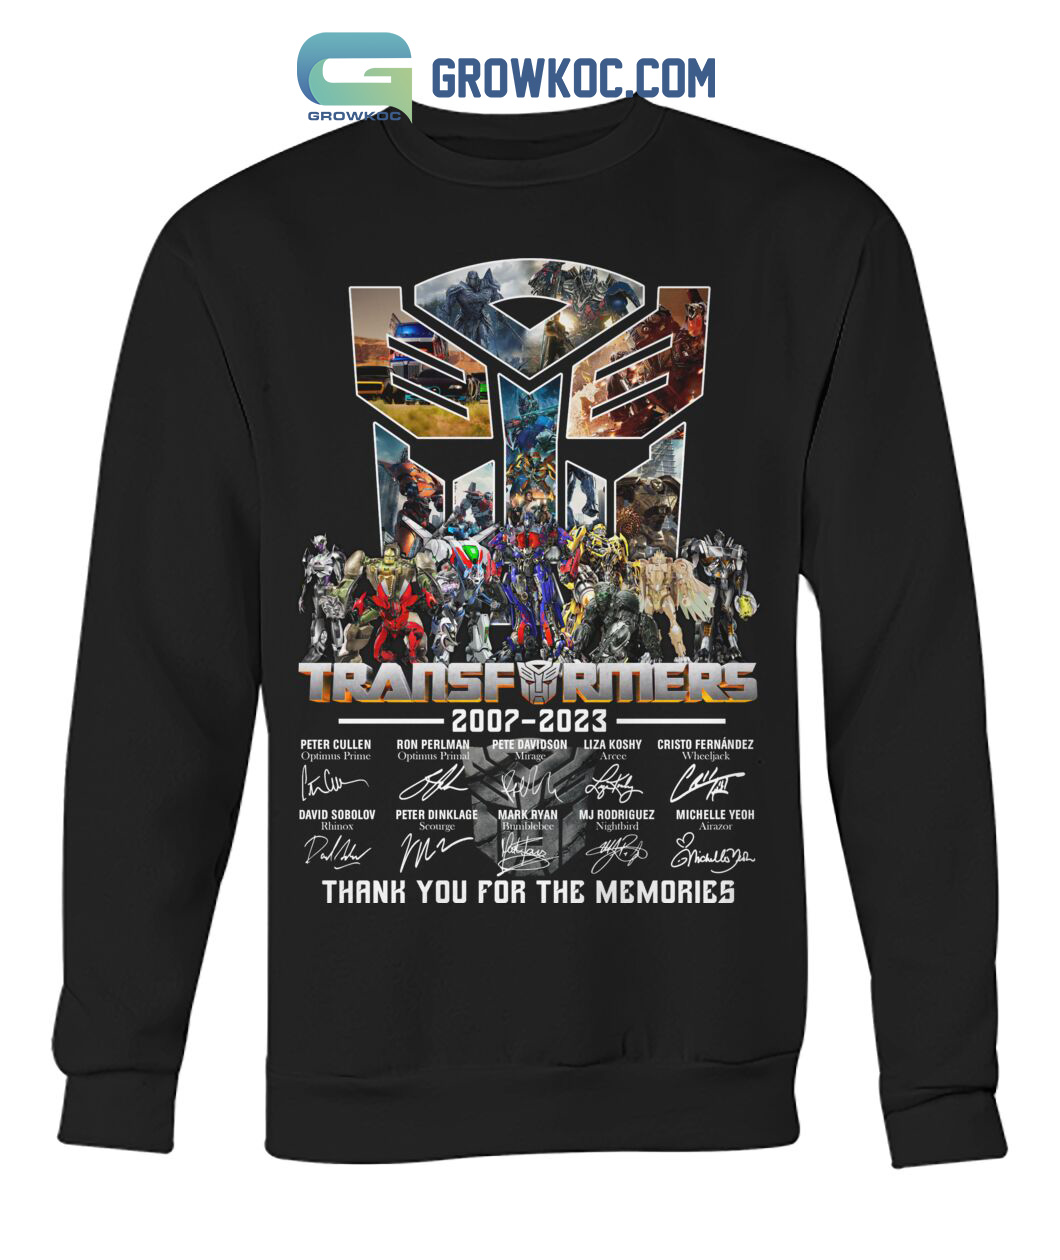 GROWKOC.COM
GROWKOC
TRANSFORMERS
2007-2023
PETER CULLEN RON PERLMAN PETE DAVIDSON LIZA KOSHY CRISTO FERNÁNDEZ
Optimus Prime Optimus Primal Mirage Arcee Wheeljack
DAVID SOBOLOV PETER DINKLAGE MARK RYAN MJ RODRIGUEZ MICHELLE YEOH
Rhinox Scourge Bumblebee Nightbird Airazor
THANK YOU FOR THE MEMORIES